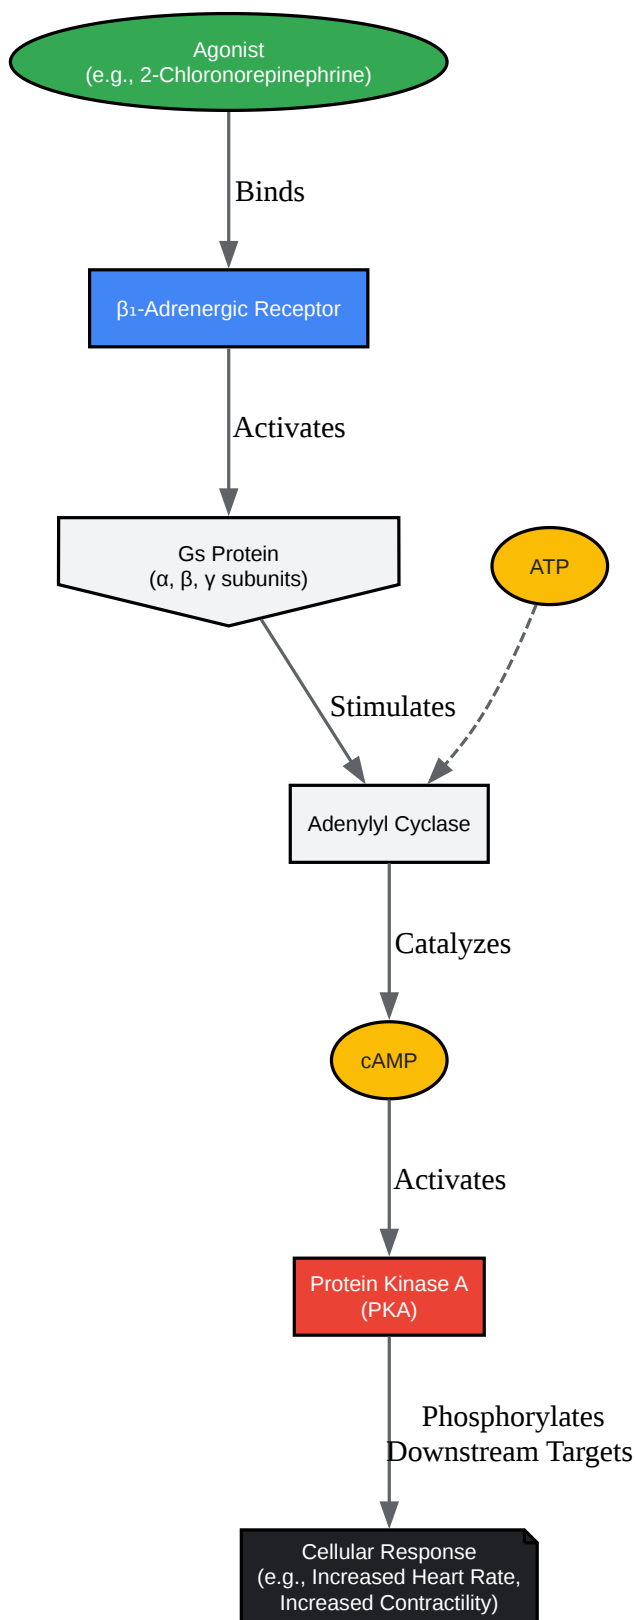 Agonist
(e.g., 2-Chloronorepinephrine)
Binds
β₁-Adrenergic Receptor
Activates
Gs Protein
(α, β, γ subunits)
ATP
Stimulates
Adenylyl Cyclase
Catalyzes
cAMP
Activates
Protein Kinase A
(PKA)
Phosphorylates
Downstream Targets
Cellular Response
(e.g., Increased Heart Rate,
Increased Contractility)